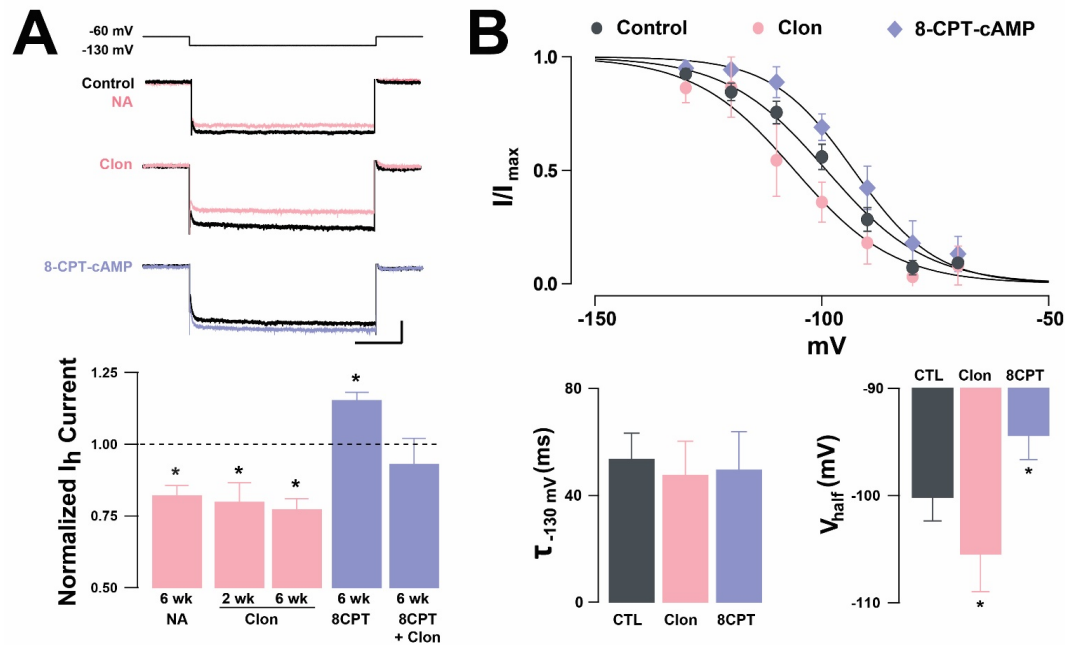 A
-60 mV
-130 mV
Control
NA
Clon
8-CPT-cAMP
Normalized Ih Current
1.25
1.00
0.75
0.50
* * * *
6 wk 2 wk 6 wk 6 wk 6 wk
NA Clon 8CPT 8CPT
+ Clon
B
Control Clon 8-CPT-cAMP
I/Imax
1.0
0.5
0.0
-150 -100 -50
mV
τ-130 mV (ms)
80
40
0
CTL Clon 8PT
Vhalf (mV)
CTL Clon 8PT
-90
-100
-110
*
*